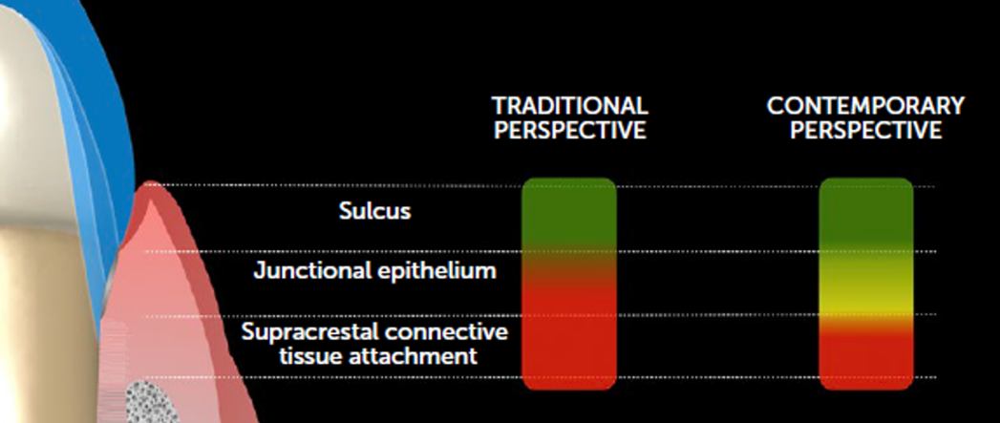 TRADITIONAL
PERSPECTIVE
CONTEMPORARY
PERSPECTIVE
Sulcus
Junctional epithelium
Supracrestal connective
tissue attachment